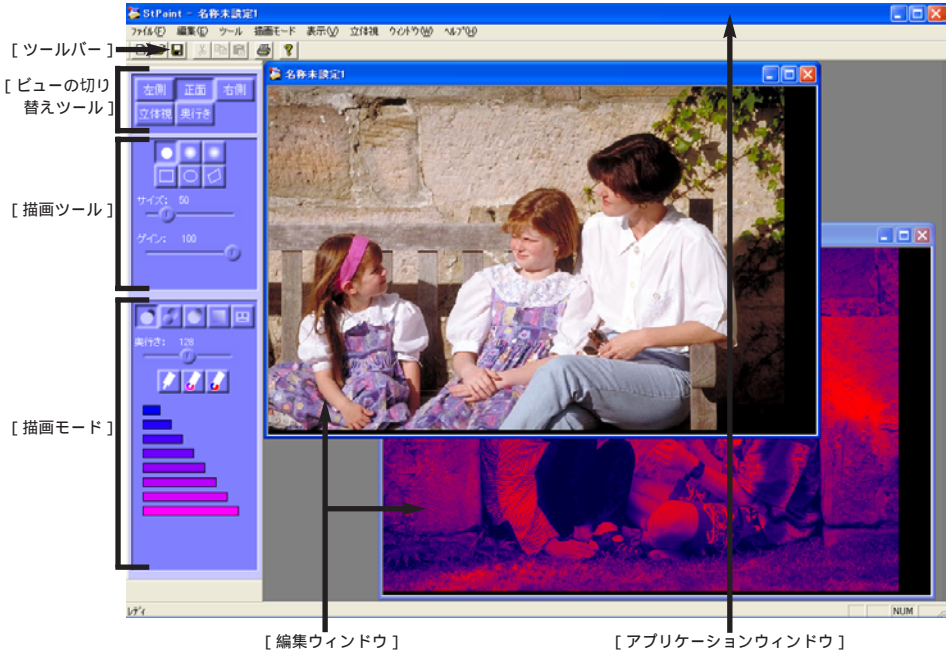 StPaint - 名称未設定1
ファイル(F) 編集(E) ツール 描画モード 表示(V) 立体視 ウィンドウ(W) ヘルプ(H)
[ ツールバー ]
[ ビューの切り
替えツール ]
左側 正面 右側
立体視 奥行き
[ 描画ツール ]
サイズ: 50
ゲイン: 100
[ 描画モード ]
奥行き: 128
名称未設定1
レディ
NUM
[ 編集ウィンドウ ]
[ アプリケーションウィンドウ ]